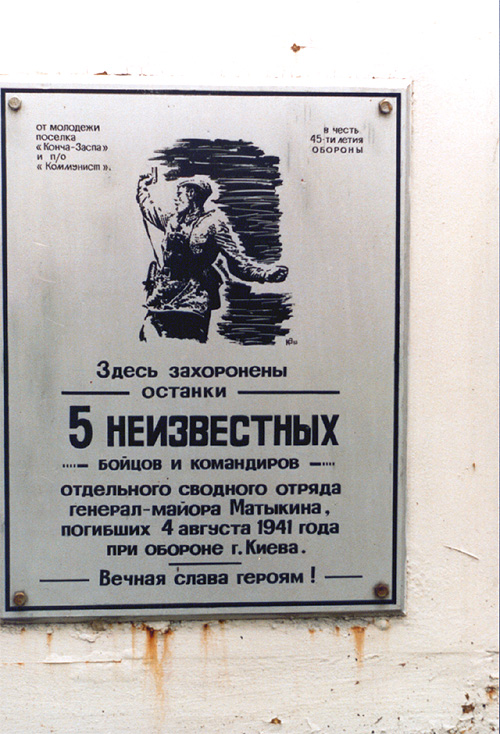 от молодежи
поселка
«Конча-Заспа»
и п/о
«Коммунист».
в честь
45-ти летия
обороны
Здесь захоронены
останки
5 НЕИЗВЕСТНЫХ
бойцов и командиров
отдельного сводного отряда
генерал-майора Матыкина,
погибших 4 августа 1941 года
при обороне г. Киева.
Вечная слава героям!